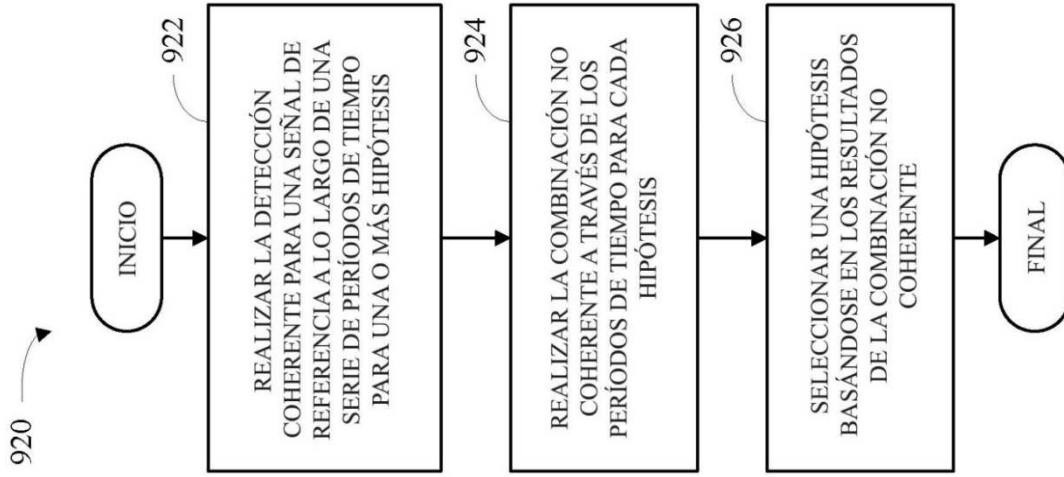 920
INICIO
922
REALIZAR LA DETECCIÓN
COHERENTE PARA UNA SEÑAL DE
REFERENCIA A LO LARGO DE UNA
SERIE DE PERÍODOS DE TIEMPO
PARA UNA O MÁS HIPÓTESIS
924
REALIZAR LA COMBINACIÓN NO
COHERENTE A TRAVÉS DE LOS
PERÍODOS DE TIEMPO PARA CADA
HIPÓTESIS
926
SELECCIONAR UNA HIPÓTESIS
BASÁNDOSE EN LOS RESULTADOS
DE LA COMBINACIÓN NO
COHERENTE
FINAL